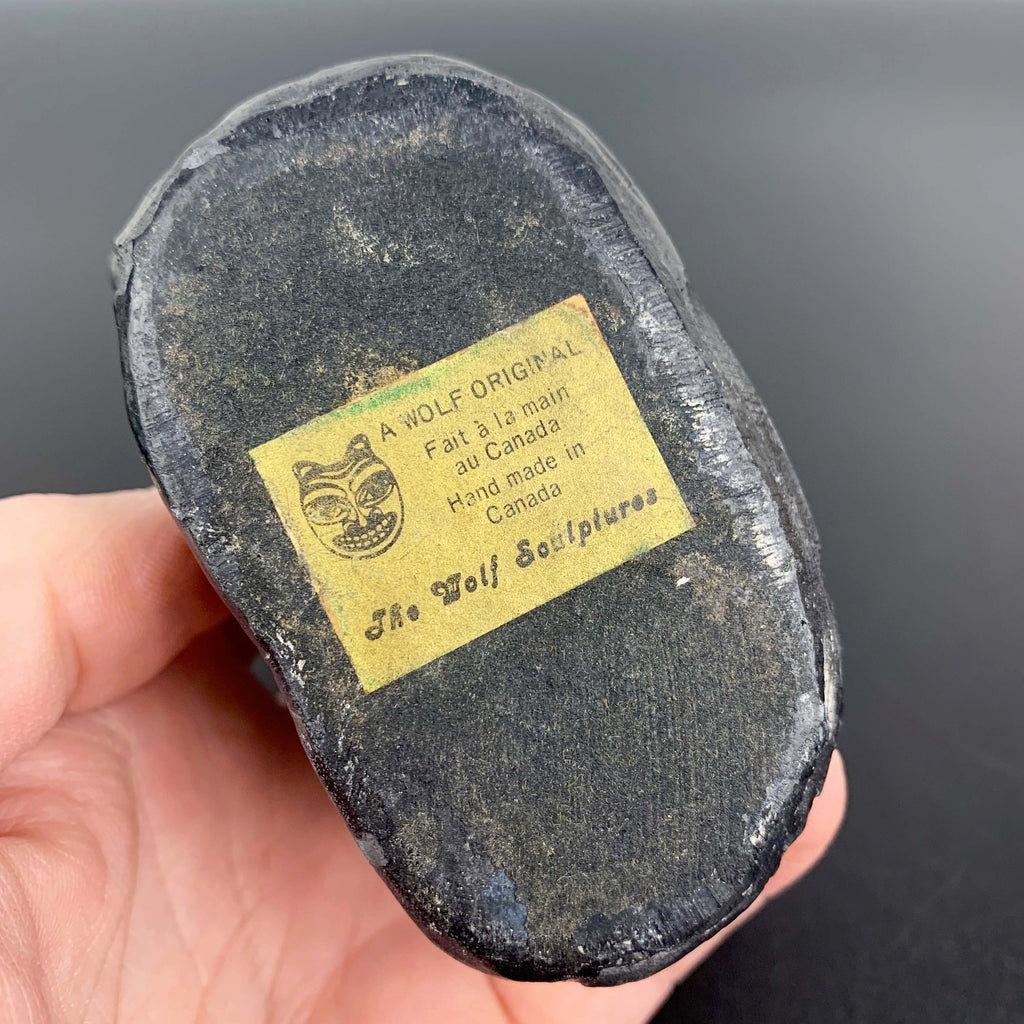 A WOLF ORIGINAL
Fait à la main
au Canada
Hand made in
Canada
The Wolf Sculptures